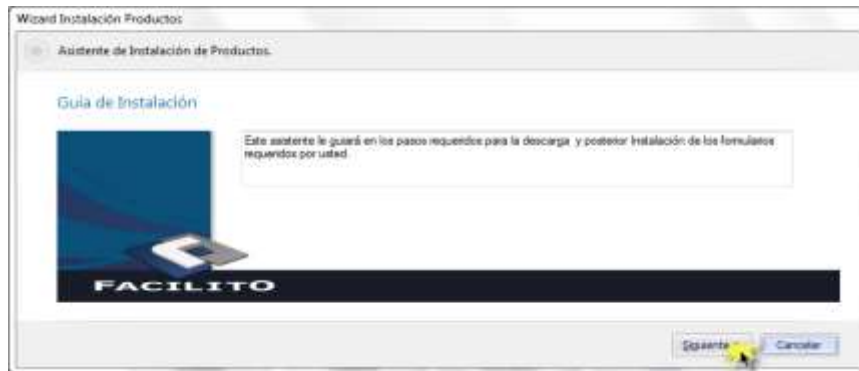 Wizard Instalación Productos
Asistente de Instalación de Productos.
Guía de Instalación
Este asistente le guiará en los pasos requeridos para la descarga y posterior Instalación de los formularios
requeridos por usted.
FACILITO
Siguiente
Cancelar